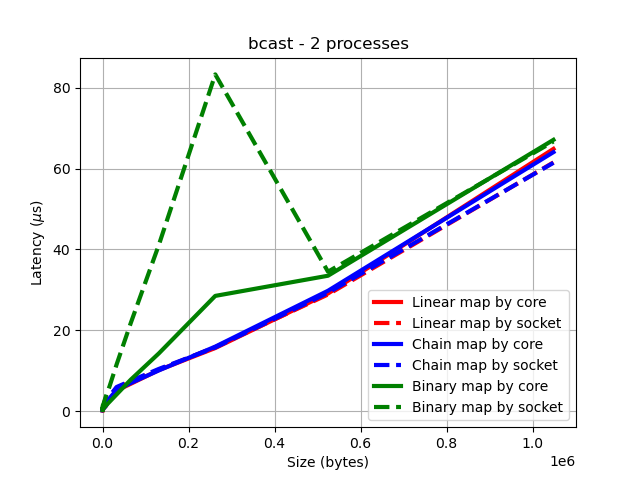 bcast - 2 processes
80
60
40
20
0
Latency (μs)
Linear map by core
Linear map by socket
Chain map by core
Chain map by socket
Binary map by core
Binary map by socket
0.0 0.2 0.4 0.6 0.8 1.0
Size (bytes)
1e6